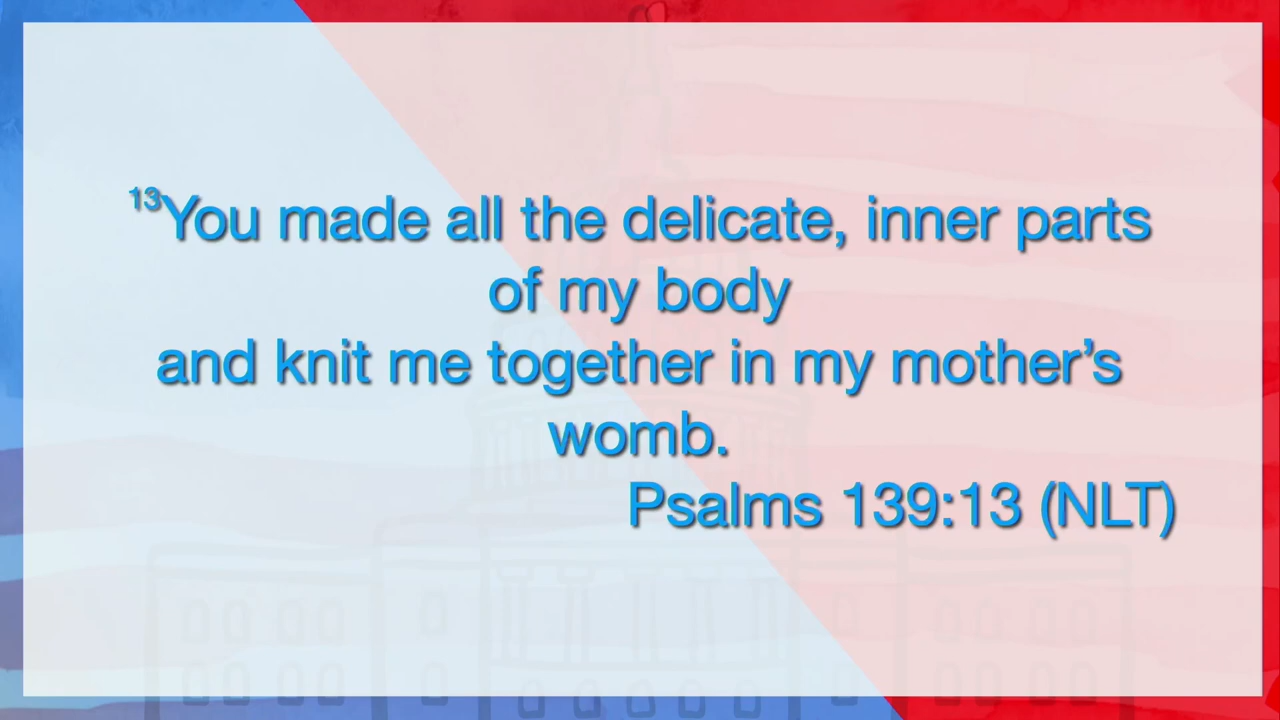 13You made all the delicate, inner parts
of my body
and knit me together in my mother’s
womb.
Psalms 139:13 (NLT)